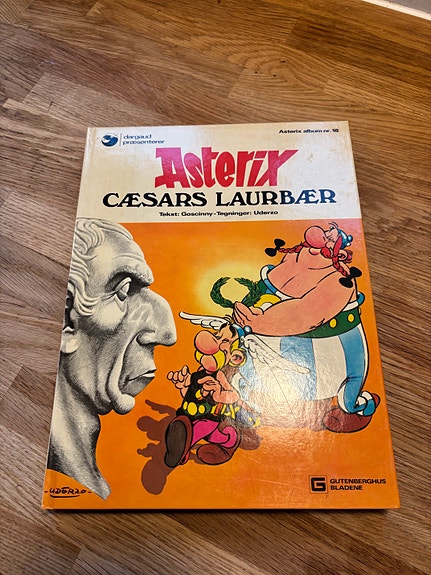 dargaud
præsenterer
Asterix album nr. 18
Asterix
CÆSARS LAURBÆR
Tekst: Goscinny - Tegninger: Uderzo
UDERZO
G GUTENBERGHUS
BLADENE